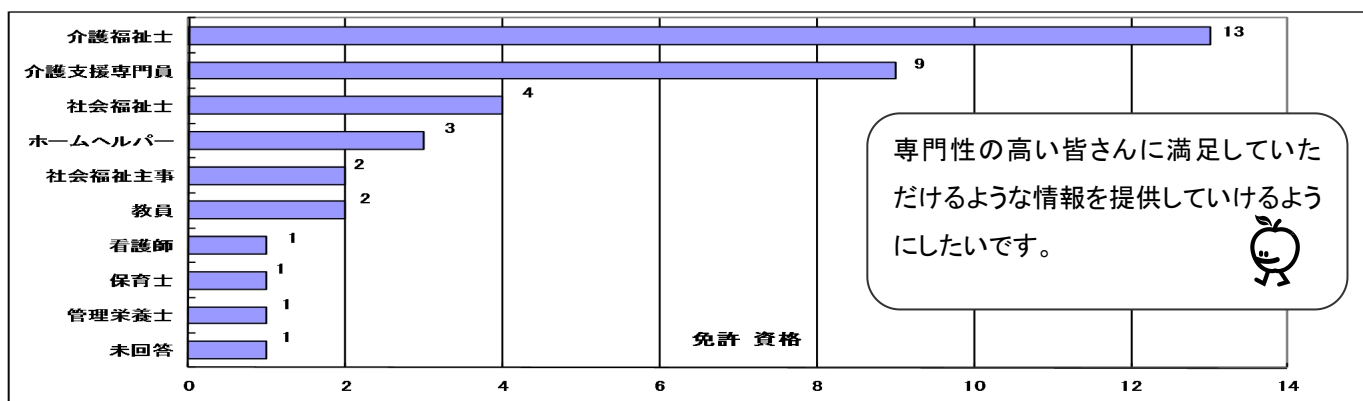 介護福祉士 13
介護支援専門員 9
社会福祉士 4
ホームヘルパー 3
社会福祉主事 2
教員 2
看護師 1
保育士 1
管理栄養士 1
未回答 1
免許 資格
0 2 4 6 8 10 12 14
専門性の高い皆さんに満足していた
だけるような情報を提供していけるよう
にしたいです。